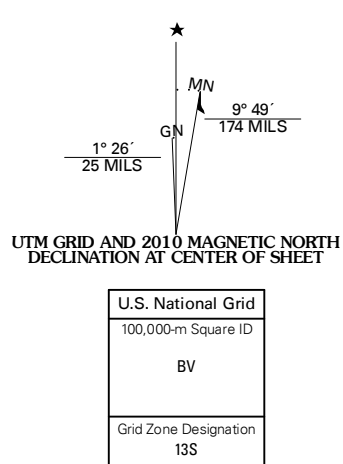 ★
MN
9° 49´
174 MILS
GN
1° 26´
25 MILS
UTM GRID AND 2010 MAGNETIC NORTH
DECLINATION AT CENTER OF SHEET
U.S. National Grid
100,000-m Square ID
BV
Grid Zone Designation
13S